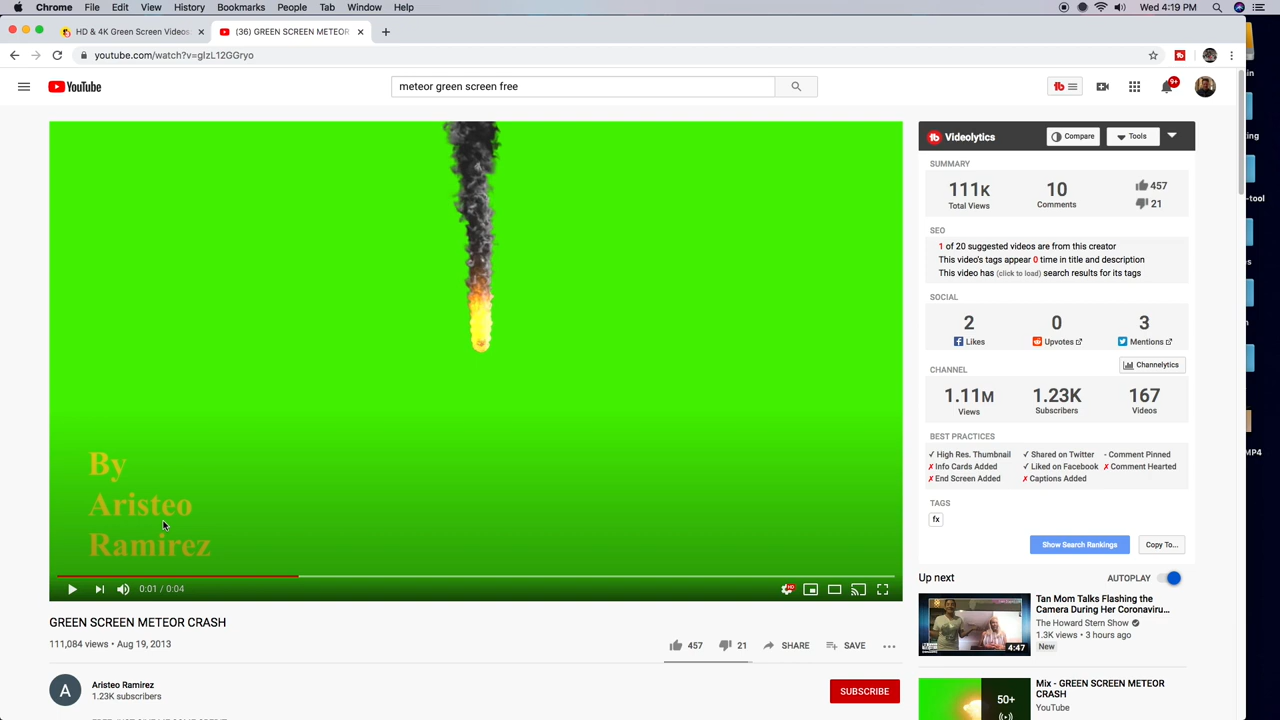 Chrome File Edit View History Bookmarks People Tab Window Help Wed 4:19 PM
HD & 4K Green Screen Videos (36) GREEN SCREEN METEOR
youtube.com/watch?v=gIzL12GGryo
YouTube
meteor green screen free
9+
By
Aristeo
Ramirez
0:01 / 0:04
HD
GREEN SCREEN METEOR CRASH
111,084 views • Aug 19, 2013
457 21 SHARE SAVE
A
Aristeo Ramirez
1.23K subscribers
SUBSCRIBE
tb Videolytics Compare Tools
SUMMARY
111K 10 457
Total Views Comments 21
SEO
1 of 20 suggested videos are from this creator
This video's tags appear 0 time in title and description
This video has (click to load) search results for its tags
SOCIAL
2 0 3
Likes Upvotes Mentions
CHANNEL Channelytics
1.11M 1.23K 167
Views Subscribers Videos
BEST PRACTICES
✓ High Res. Thumbnail ✓ Shared on Twitter - Comment Pinned
✗ Info Cards Added ✓ Liked on Facebook ✗ Comment Hearted
✗ End Screen Added ✗ Captions Added
TAGS
fx
Show Search Rankings Copy To...
Up next AUTOPLAY
Tan Mom Talks Flashing the
Camera During Her Coronaviru...
The Howard Stern Show
1.3K views • 3 hours ago
New
4:47
Mix - GREEN SCREEN METEOR
CRASH
YouTube
50+
-tool
MP4